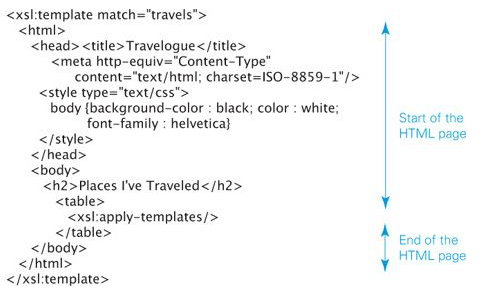 <xsl:template match="travels">
<html>
<head><title>Travelogue</title>
<meta http-equiv="Content-Type"
content="text/html; charset=ISO-8859-1"/>
<style type="text/css">
body {background-color : black; color : white;
font-family : helvetica}
</style>
</head>
<body>
<h2>Places I've Traveled</h2>
<table>
<xsl:apply-templates/>
</table>
</body>
</html>
</xsl:template>
Start of the
HTML page
End of the
HTML page